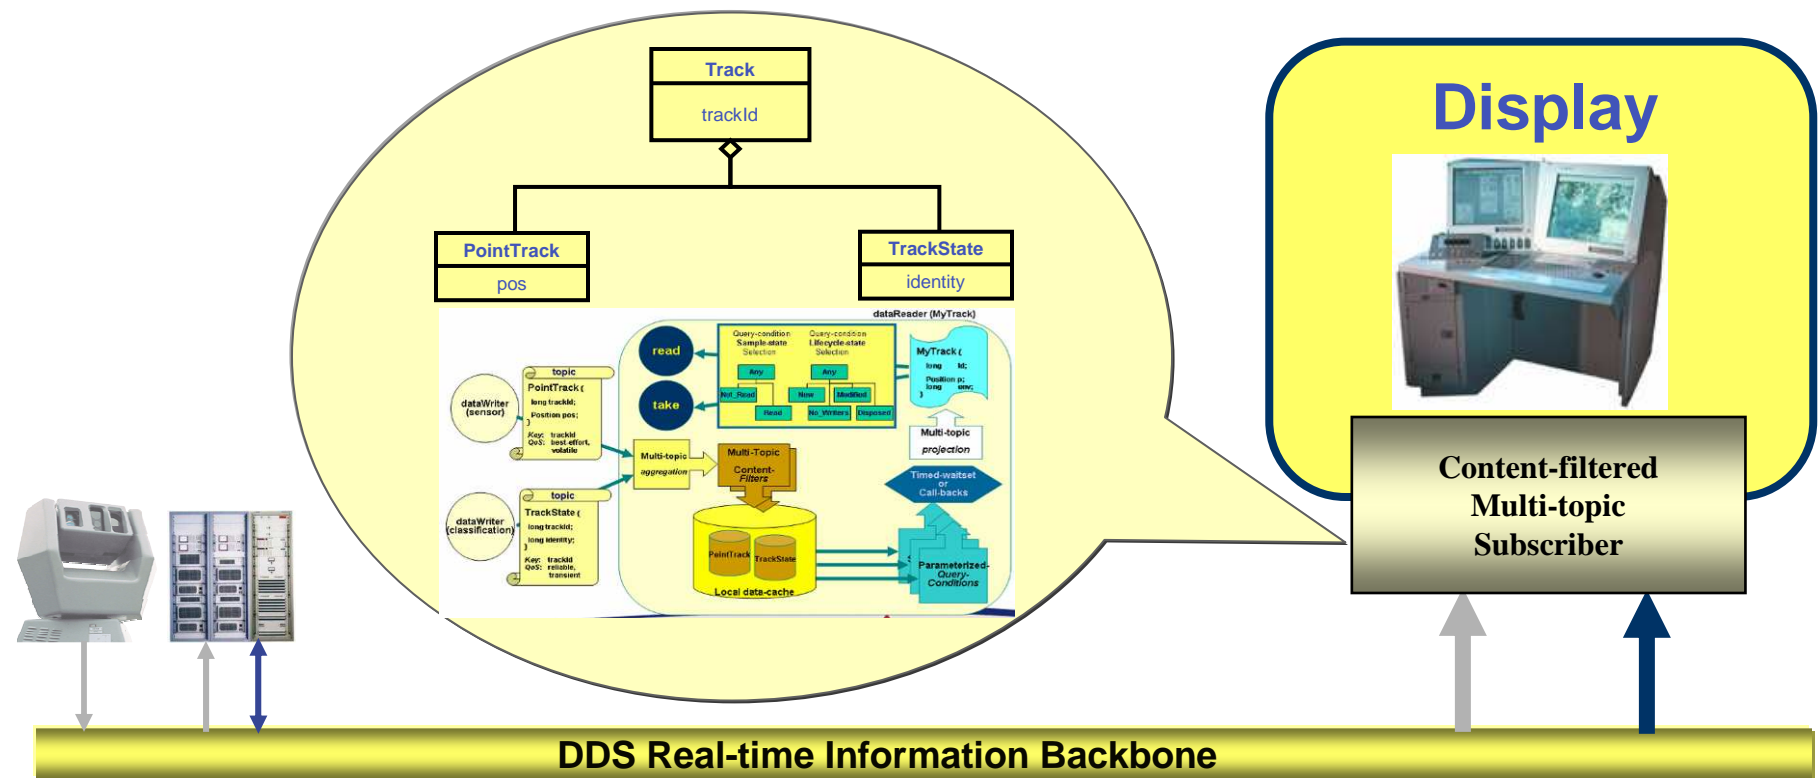 Track
trackId
PointTrack
pos
TrackState
identity
dataReader (MyTrack)
read
take
Query-condition
Sample-state
Selection
Any
Not_Read
Read
Query-condition
Lifecycle-state
Selection
Any
New
Modified
No_Writers
Disposed
MyTrack {
long Id;
Position p;
long
}
topic
PointTrack {
long trackId;
Position pos;
}
Key: trackId
QoS: best-effort,
volatile
dataWriter
(sensor)
Multi-topic
aggregation
Multi-Topic
Content-
Filters
Multi-topic
projection
Timed-waitset
or
Call-backs
topic
TrackState {
long trackId;
long identity;
}
Key: trackId
QoS: reliable,
transient
dataWriter
(classification)
PointTrack
TrackState
Local data-cache
Parameterized-
Query-
Conditions
Display
Content-filtered
Multi-topic
Subscriber
DDS Real-time Information Backbone